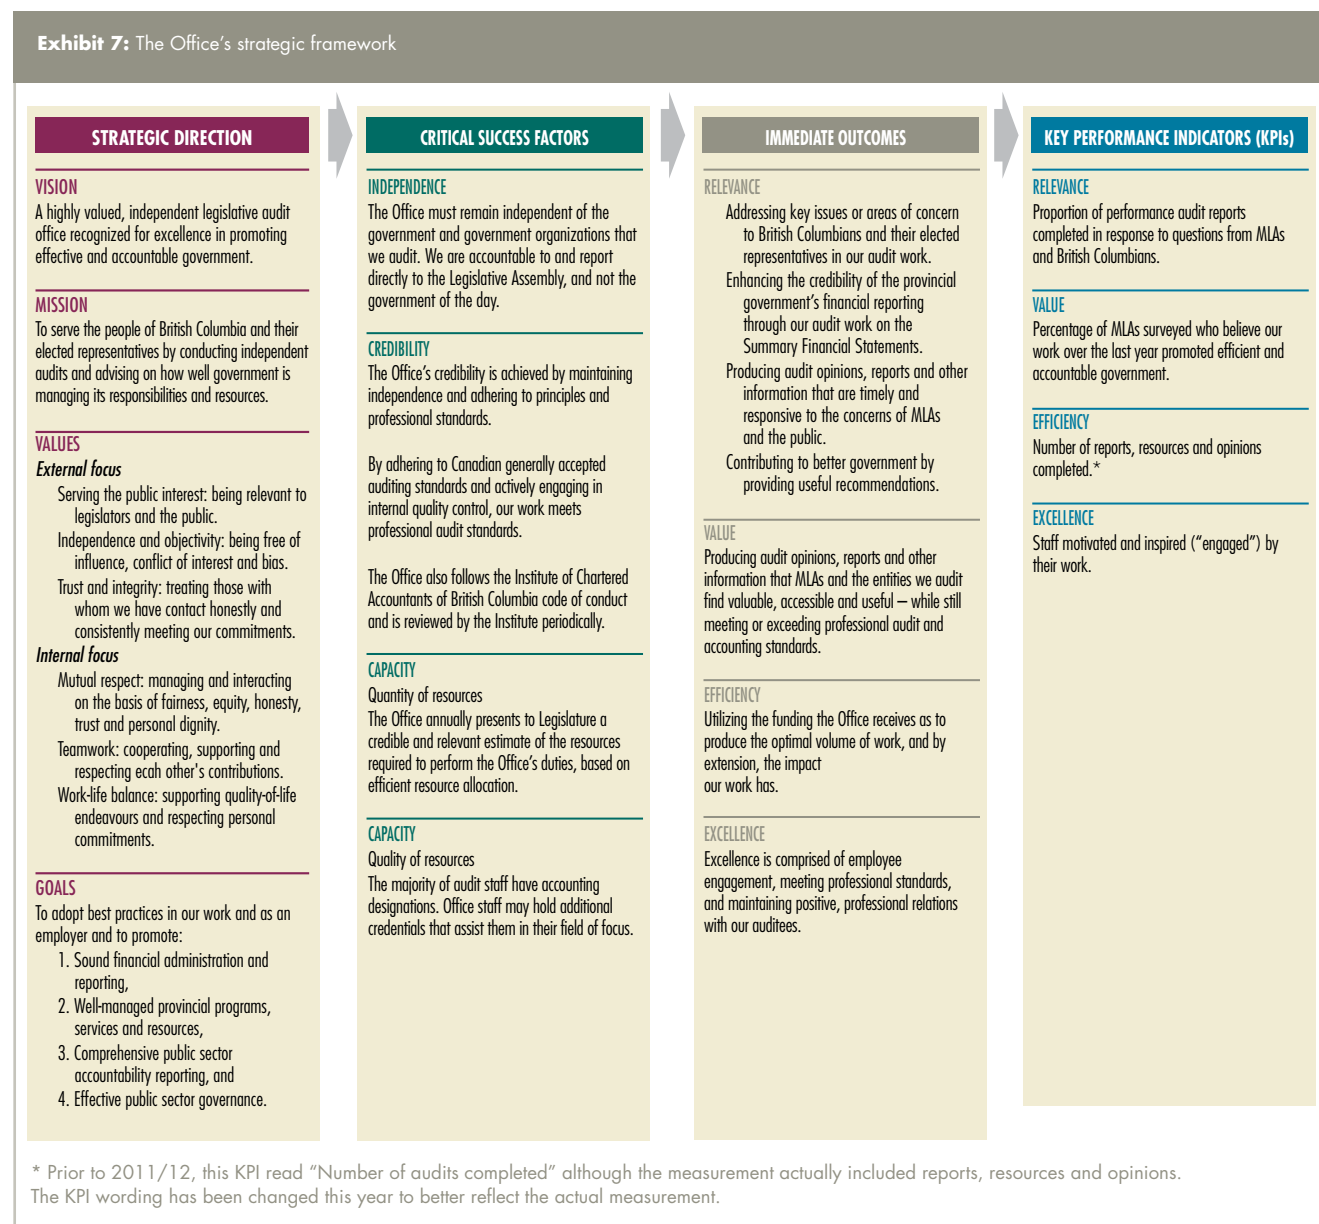 Exhibit 7: The Office's strategic framework
STRATEGIC DIRECTION
VISION
A highly valued, independent legislative audit
office recognized for excellence in promoting
effective and accountable government.
MISSION
To serve the people of British Columbia and their
elected representatives by conducting independent
audits and advising on how well government is
managing its responsibilities and resources.
VALUES
External focus
Serving the public interest: being relevant to
legislators and the public.
Independence and objectivity: being free of
influence, conflict of interest and bias.
Trust and integrity: treating those with
whom we have contact honestly and
consistently meeting our commitments.
Internal focus
Mutual respect: managing and interacting
on the basis of fairness, equity, honesty,
trust and personal dignity.
Teamwork: cooperating, supporting and
respecting ecah other's contributions.
Work-life balance: supporting quality-of-life
endeavours and respecting personal
commitments.
GOALS
To adopt best practices in our work and as an
employer and to promote:
1. Sound financial administration and
reporting,
2. Well-managed provincial programs,
services and resources,
3. Comprehensive public sector
accountability reporting, and
4. Effective public sector governance.
CRITICAL SUCCESS FACTORS
INDEPENDENCE
The Office must remain independent of the
government and government organizations that
we audit. We are accountable to and report
directly to the Legislative Assembly, and not the
government of the day.
CREDIBILITY
The Office's credibility is achieved by maintaining
independence and adhering to principles and
professional standards.
By adhering to Canadian generally accepted
auditing standards and actively engaging in
internal quality control, our work meets
professional audit standards.
The Office also follows the Institute of Chartered
Accountants of British Columbia code of conduct
and is reviewed by the Institute periodically.
CAPACITY
Quantity of resources
The Office annually presents to Legislature a
credible and relevant estimate of the resources
required to perform the Office's duties, based on
efficient resource allocation.
CAPACITY
Quality of resources
The majority of audit staff have accounting
designations. Office staff may hold additional
credentials that assist them in their field of focus.
IMMEDIATE OUTCOMES
RELEVANCE
Addressing key issues or areas of concern
to British Columbians and their elected
representatives in our audit work.
Enhancing the credibility of the provincial
government's financial reporting
through our audit work on the
Summary Financial Statements.
Producing audit opinions, reports and other
information that are timely and
responsive to the concerns of MLAs
and the public.
Contributing to better government by
providing useful recommendations.
VALUE
Producing audit opinions, reports and other
information that MLAs and the entities we audit
find valuable, accessible and useful – while still
meeting or exceeding professional audit and
accounting standards.
EFFICIENCY
Utilizing the funding the Office receives as to
produce the optimal volume of work, and by
extension, the impact
our work has.
EXCELLENCE
Excellence is comprised of employee
engagement, meeting professional standards,
and maintaining positive, professional relations
with our auditees.
KEY PERFORMANCE INDICATORS (KPIs)
RELEVANCE
Proportion of performance audit reports
completed in response to questions from MLAs
and British Columbians.
VALUE
Percentage of MLAs surveyed who believe our
work over the last year promoted efficient and
accountable government.
EFFICIENCY
Number of reports, resources and opinions
completed.*
EXCELLENCE
Staff motivated and inspired (“engaged”) by
their work.
* Prior to 2011/12, this KPI read “Number of audits completed” although the measurement actually included reports, resources and opinions.
The KPI wording has been changed this year to better reflect the actual measurement.